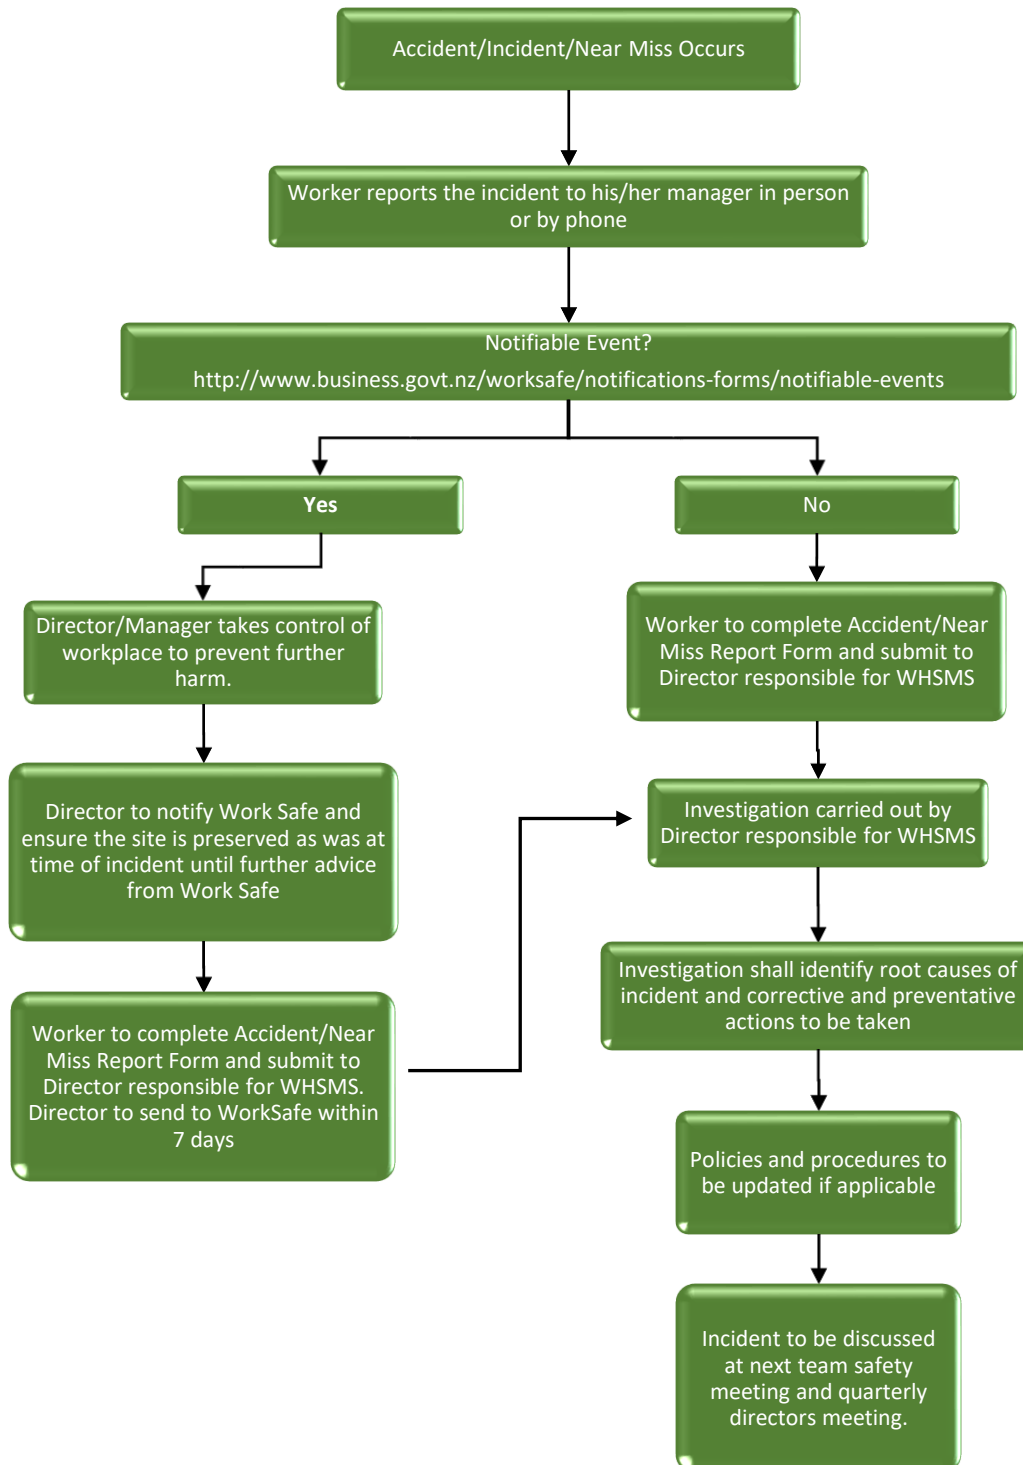 Accident/Incident/Near Miss Occurs
Worker reports the incident to his/her manager in person
or by phone
Notifiable Event?
http://www.business.govt.nz/worksafe/notifications-forms/notifiable-events
Yes
No
Director/Manager takes control of
workplace to prevent further
harm.
Director to notify Work Safe and
ensure the site is preserved as was at
time of incident until further advice
from Work Safe
Worker to complete Accident/Near
Miss Report Form and submit to
Director responsible for WHSMS.
Director to send to WorkSafe within
7 days
Worker to complete Accident/Near
Miss Report Form and submit to
Director responsible for WHSMS
Investigation carried out by
Director responsible for WHSMS
Investigation shall identify root causes of
incident and corrective and preventative
actions to be taken
Policies and procedures to
be updated if applicable
Incident to be discussed
at next team safety
meeting and quarterly
directors meeting.